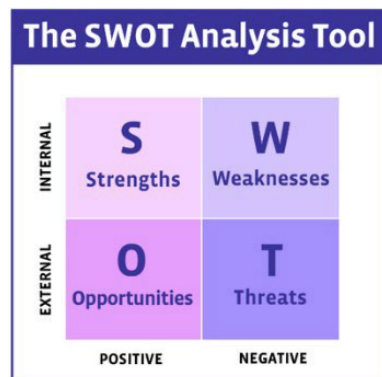 The SWOT Analysis Tool
INTERNAL
S
Strengths
W
Weaknesses
EXTERNAL
O
Opportunities
T
Threats
POSITIVE
NEGATIVE